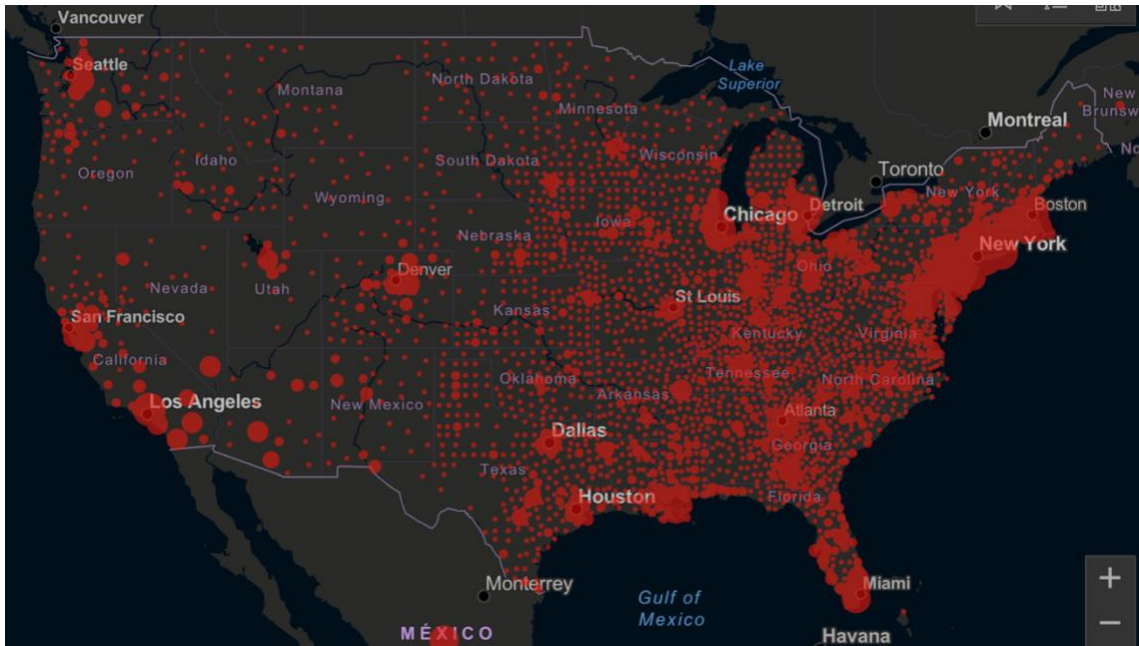 Vancouver
Seattle
Lake
Superior
North Dakota
Montana
New
Brunsw
Minnesota
Montreal
No
Wisconsin
South Dakota
Idaho
Oregon
Toronto
Wyoming
New York
Boston
Detroit
Chicago
Iowa
Nebraska
New York
Ohio
Denver
Nevada
Utah
St Louis
Kansas
San Francisco
Kentucky
Virginia
California
Tennessee
Oklahoma
North Carolina
Arkansas
Los Angeles
New Mexico
Atlanta
Dallas
Georgia
Texas
Houston
Florida
Monterrey
Miami
Gulf of
Mexico
MÉXICO
Havana
+
−